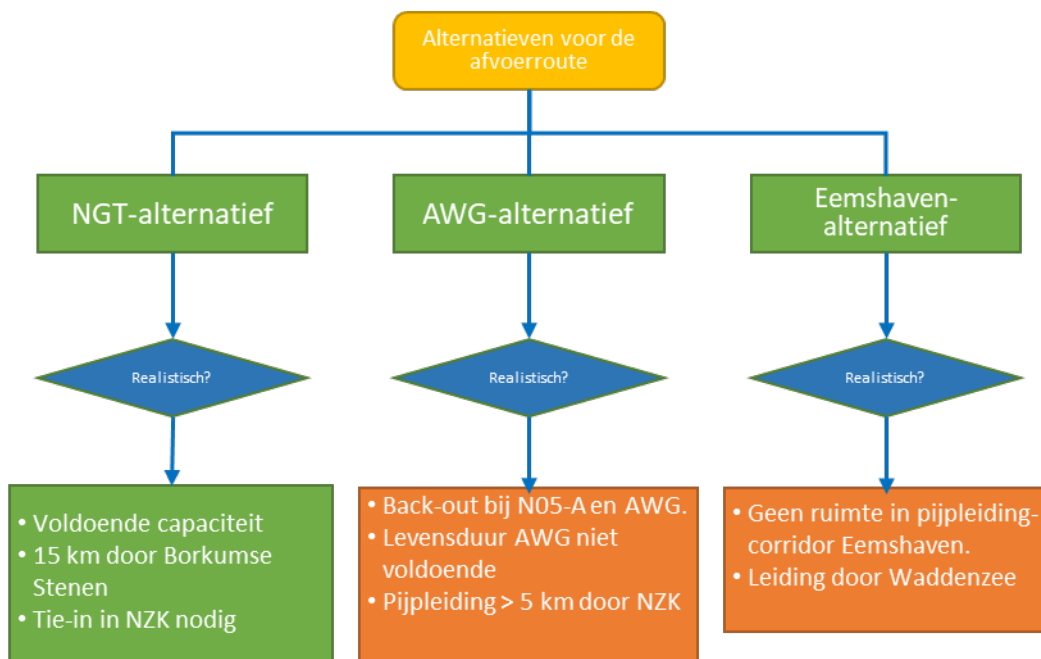 Alternatieven voor de
afvoerroute
NGT-alternatief
AWG-alternatief
Eemshaven-
alternatief
Realistisch?
Realistisch?
Realistisch?
• Voldoende capaciteit
• 15 km door Borkumse
Stenen
• Tie-in in NZK nodig
• Back-out bij N05-A en AWG.
• Levensduur AWG niet
voldoende
• Pijpleiding > 5 km door NZK
• Geen ruimte in pijpleiding-
corridor Eemshaven.
• Leiding door Waddenzee